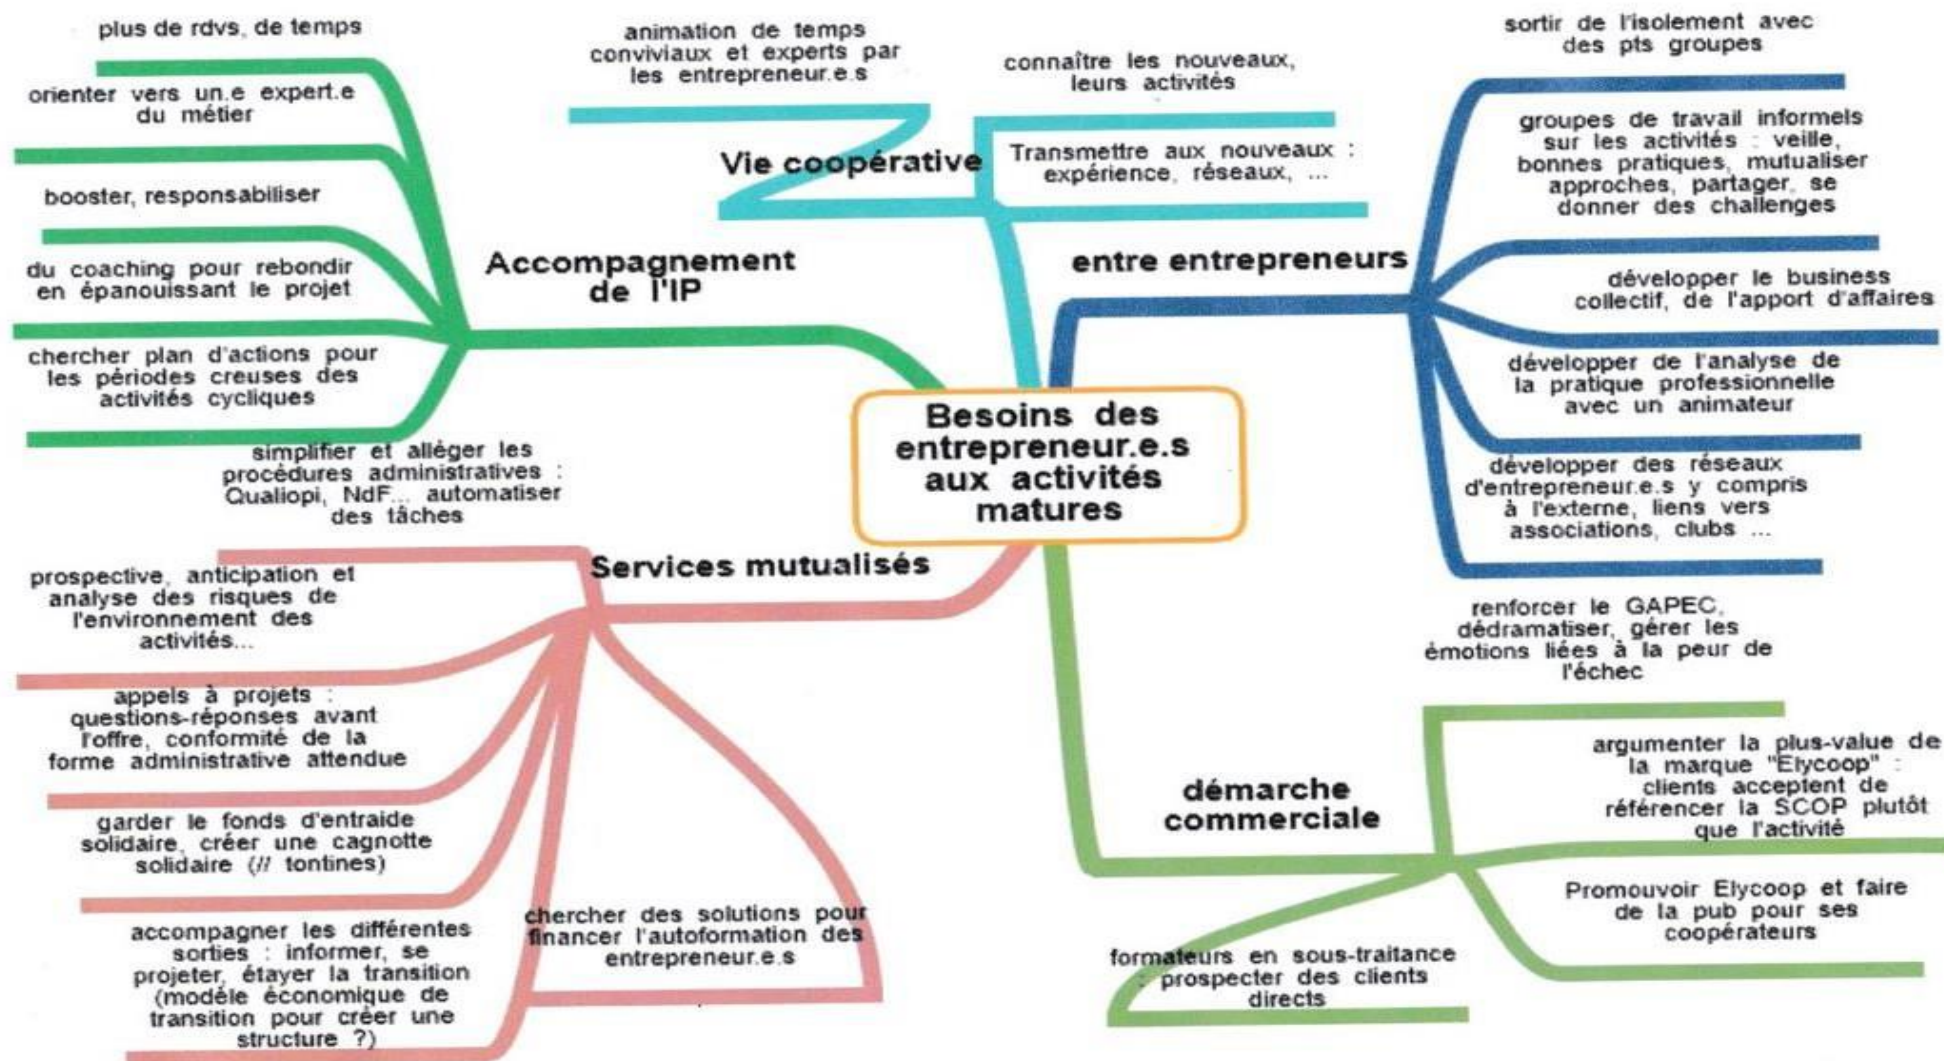 plus de rdvs, de temps
orienter vers un.e expert.e
du métier
booster, responsabiliser
du coaching pour rebondir
en épanouissant le projet
chercher plan d'actions pour
les périodes creuses des
activités cycliques
Accompagnement
de l'IP
animation de temps
conviviaux et experts par
les entrepreneur.e.s
Vie coopérative
connaître les nouveaux,
leurs activités
Transmettre aux nouveaux :
expérience, réseaux, ...
entre entrepreneurs
sortir de l'isolement avec
des pts groupes
groupes de travail informels
sur les activités : veille,
bonnes pratiques, mutualiser
approches, partager, se
donner des challenges
développer le business
collectif, de l'apport d'affaires
développer de l'analyse de
la pratique professionnelle
avec un animateur
développer des réseaux
d'entrepreneur.e.s y compris
à l'externe, liens vers
associations, clubs ...
Besoins des
entrepreneur.e.s
aux activités
matures
Services mutualisés
simplifier et alléger les
procédures administratives :
Qualiopi, NdF... automatiser
des tâches
prospective, anticipation et
analyse des risques de
l'environnement des
activités...
appels à projets :
questions-réponses avant
l'offre, conformité de la
forme administrative attendue
garder le fonds d'entraide
solidaire, créer une cagnotte
solidaire (// tontines)
accompagner les différentes
sorties : informer, se
projeter, étayer la transition
(modèle économique de
transition pour créer une
structure ?)
chercher des solutions pour
financer l'autoformation des
entrepreneur.e.s
démarche
commerciale
renforcer le GAPEC,
dédramatiser, gérer les
émotions liées à la peur de
l'échec
argumenter la plus-value de
la marque "Elycoop" :
clients acceptent de
référencer la SCOP plutôt
que l'activité
Promouvoir Elycoop et faire
de la pub pour ses
coopérateurs
formateurs en sous-traitance
: prospecter des clients
directs